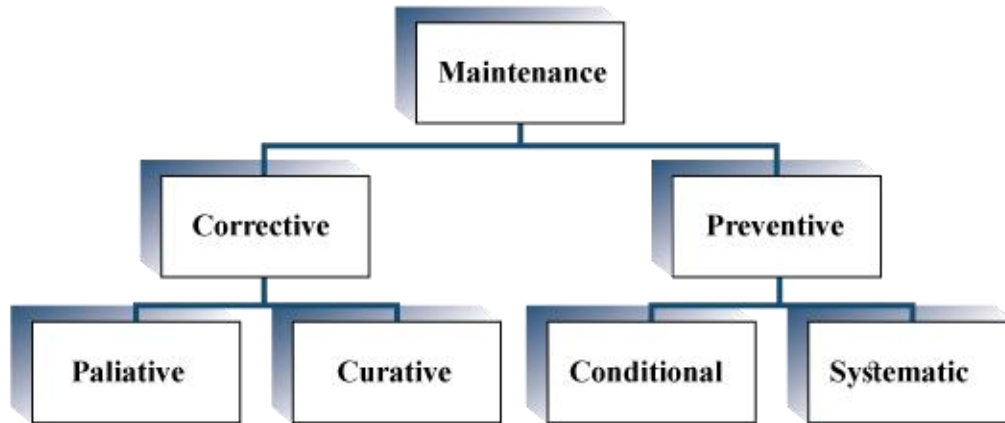 Maintenance
Corrective
Preventive
Paliative
Curative
Conditional
Systematic